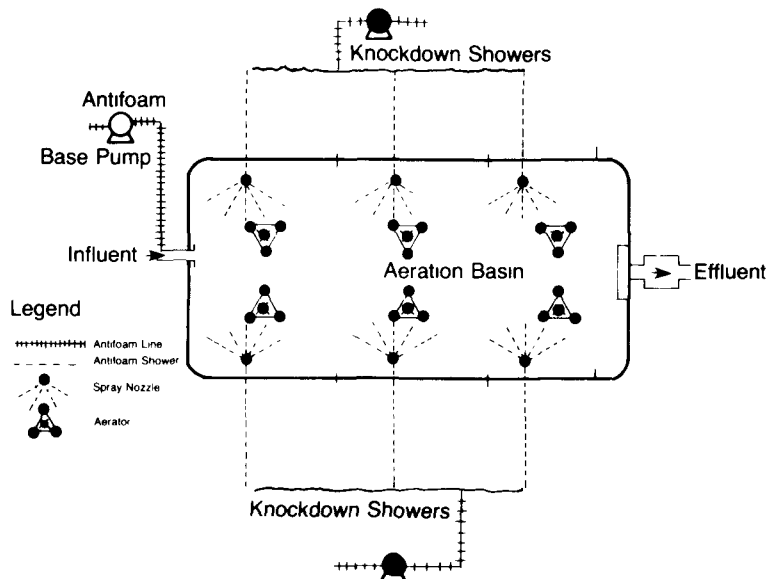 Knockdown Showers
Antifoam
Base Pump
Influent
Aeration Basin
Effluent
Legend
Antifoam Line
Antifoam Shower
Spray Nozzle
Aerator
Knockdown Showers